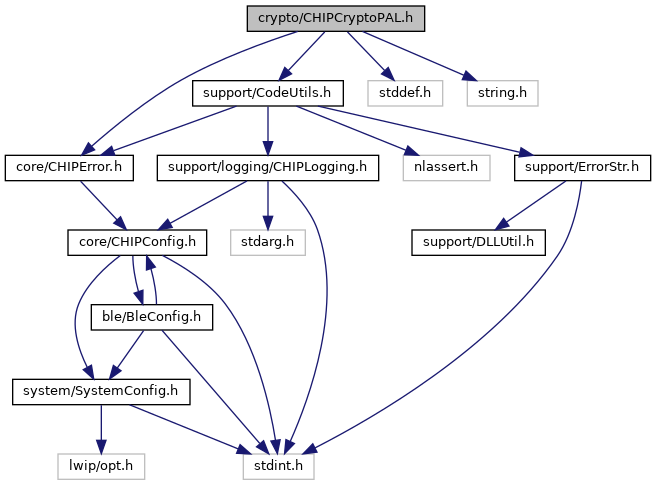 crypto/CHIPCryptoPAL.h
support/CodeUtils.h
stddef.h
string.h
core/CHIPError.h
support/logging/CHIPLogging.h
nlassert.h
support/ErrorStr.h
core/CHIPConfig.h
stdarg.h
support/DLLUtil.h
ble/BleConfig.h
system/SystemConfig.h
lwip/opt.h
stdint.h